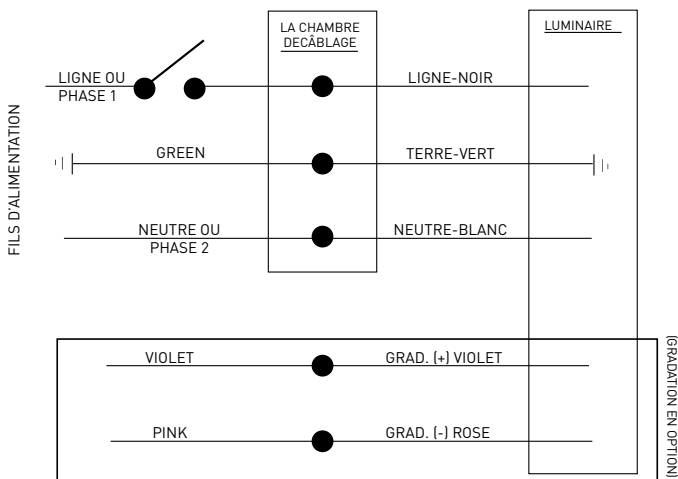 LA CHAMBRE
DECÂBLAGE
LUMINAIRE
FILS D'ALIMENTATION
LIGNE OU
PHASE 1
LIGNE-NOIR
GREEN
TERRE-VERT
NEUTRE OU
PHASE 2
NEUTRE-BLANC
VIOLET
GRAD. (+) VIOLET
PINK
GRAD. (-) ROSE
(GRADATION EN OPTION)